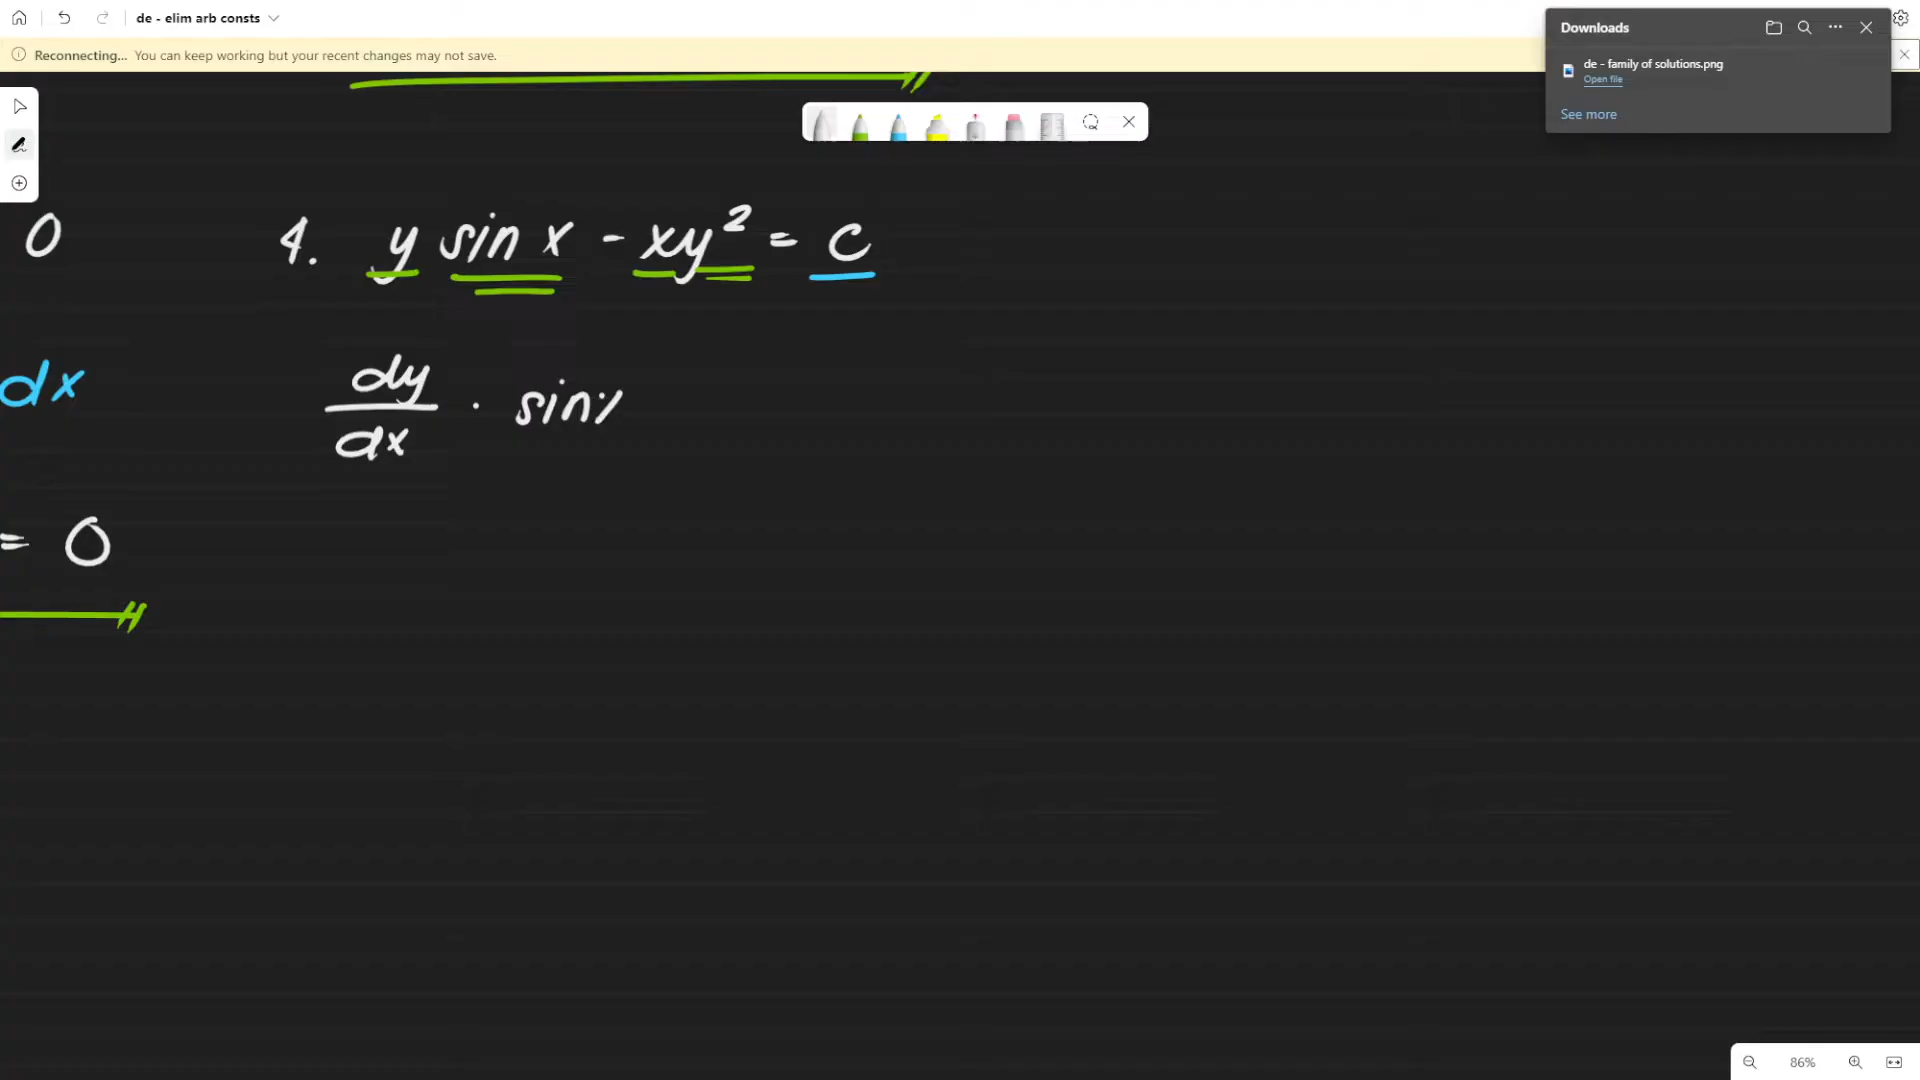 de - elim arb consts
Downloads
Reconnecting... You can keep working but your recent changes may not save.
de - family of solutions.png
Open file
See more
0
4. y sin x - xy² = c
dx
dy/dx · sin x
= 0
86%